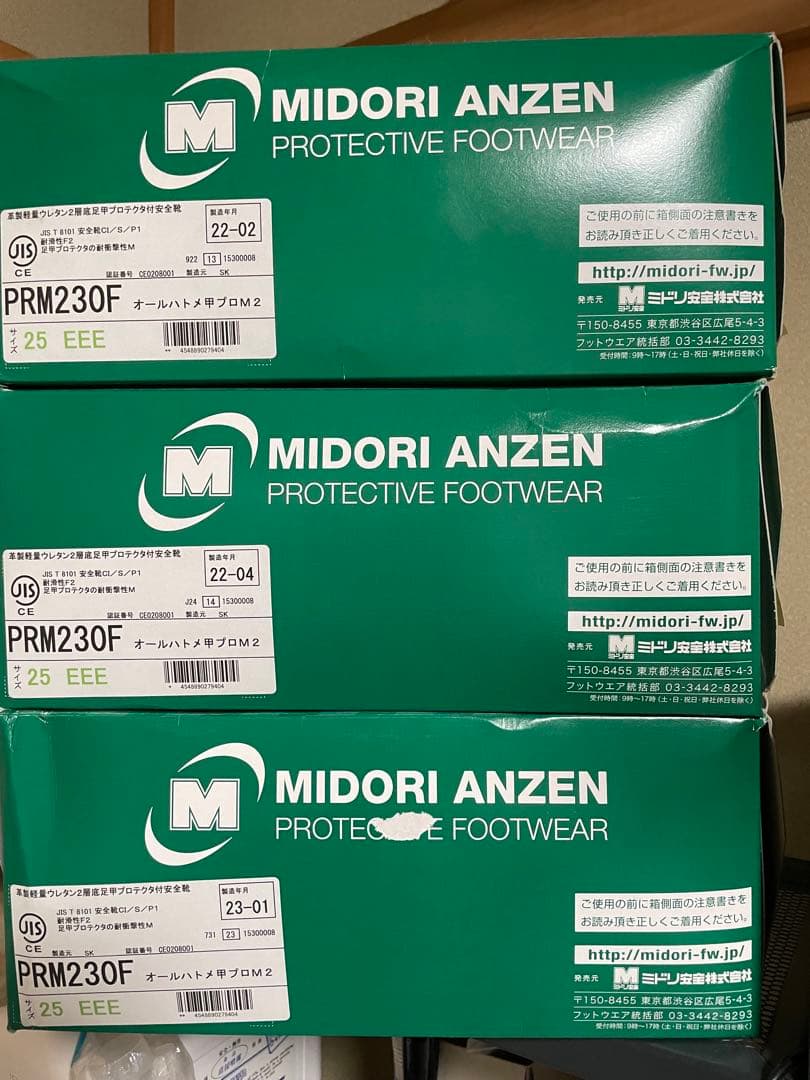 M
MIDORI ANZEN
PROTECTIVE FOOTWEAR
革製軽量ウレタン2層底足甲プロテクタ付安全靴
製造年月
22-02
JIS
CE
JIS T 8101 安全靴CI/S/P1
耐滑性F2
足甲プロテクタの耐衝撃性M
922 13 15300008
認証番号 CE0208001 製造元 SK
PRM230F オールハトメ甲プロM2
サイズ 25 EEE
** 4548890279404
ご使用の前に箱側面の注意書きを
お読み頂き正しくご着用ください。
http://midori-fw.jp/
発売元 ミドリ安全 ミドリ安全株式会社
〒150-8455 東京都渋谷区広尾5-4-3
フットウエア統括部 03-3442-8293
受付時間:9時〜17時(土・日・祝日・弊社休日を除く)
M
MIDORI ANZEN
PROTECTIVE FOOTWEAR
革製軽量ウレタン2層底足甲プロテクタ付安全靴
製造年月
22-04
JIS
CE
JIS T 8101 安全靴CI/S/P1
耐滑性F2
足甲プロテクタの耐衝撃性M
J24 14 15300008
認証番号 CE0208001 製造元 SK
PRM230F オールハトメ甲プロM2
サイズ 25 EEE
* 4548890279404
ご使用の前に箱側面の注意書きを
お読み頂き正しくご着用ください。
http://midori-fw.jp/
発売元 ミドリ安全 ミドリ安全株式会社
〒150-8455 東京都渋谷区広尾5-4-3
フットウエア統括部 03-3442-8293
受付時間:9時〜17時(土・日・祝日・弊社休日を除く)
M
MIDORI ANZEN
PROTEC E FOOTWEAR
革製軽量ウレタン2層底足甲プロテクタ付安全靴
製造年月
23-01
JIS
CE
JIS T 8101 安全靴CI/S/P1
耐滑性F2
足甲プロテクタの耐衝撃性M
731 23 15300008
製造元 SK 認証番号 CE0208001
PRM230F オールハトメ甲プロM2
サイズ 25 EEE
4548890279404
ご使用の前に箱側面の注意書きを
お読み頂き正しくご着用ください。
http://midori-fw.jp/
発売元 ミドリ安全 ミドリ安全株式会社
〒150-8455 東京都渋谷区広尾5-4-3
フットウエア統括部 03-3442-8293
受付時間:9時〜17時(土・日・祝日・弊社休日を除く)